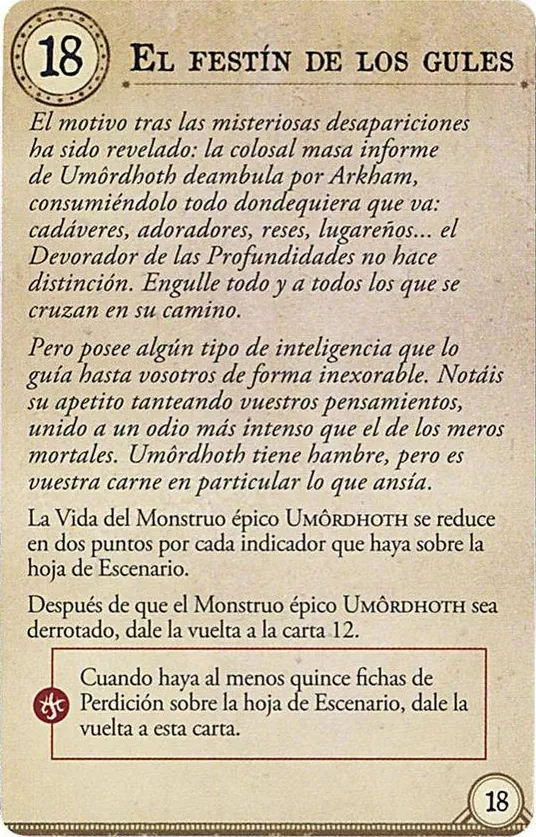 18
EL FESTÍN DE LOS GULES
El motivo tras las misteriosas desapariciones
ha sido revelado: la colosal masa informe
de Umôrdhoth deambula por Arkham,
consumiéndolo todo dondequiera que va:
cadáveres, adoradores, reses, lugareños... el
Devorador de las Profundidades no hace
distinción. Engulle todo y a todos los que se
cruzan en su camino.
Pero posee algún tipo de inteligencia que lo
guía hasta vosotros de forma inexorable. Notáis
su apetito tanteando vuestros pensamientos,
unido a un odio más intenso que el de los meros
mortales. Umôrdhoth tiene hambre, pero es
vuestra carne en particular lo que ansía.
La Vida del Monstruo épico UMÔRDHOTH se reduce
en dos puntos por cada indicador que haya sobre la
hoja de Escenario.
Después de que el Monstruo épico UMÔRDHOTH sea
derrotado, dale la vuelta a la carta 12.
Cuando haya al menos quince fichas de
Perdición sobre la hoja de Escenario, dale la
vuelta a esta carta.
18